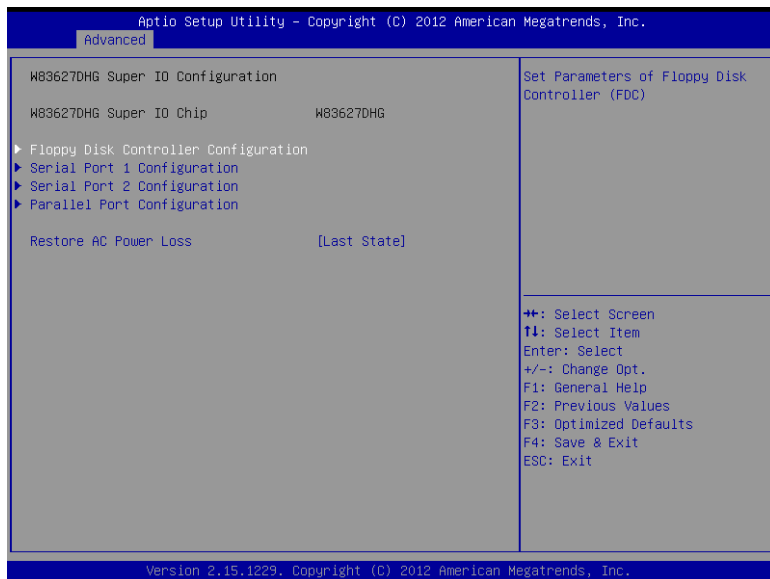 Aptio Setup Utility – Copyright (C) 2012 American Megatrends, Inc.
Advanced
W83627DHG Super IO Configuration
W83627DHG Super IO Chip W83627DHG
Floppy Disk Controller Configuration
Serial Port 1 Configuration
Serial Port 2 Configuration
Parallel Port Configuration
Restore AC Power Loss [Last State]
Set Parameters of Floppy Disk
Controller (FDC)
→←: Select Screen
↑↓: Select Item
Enter: Select
+/-: Change Opt.
F1: General Help
F2: Previous Values
F3: Optimized Defaults
F4: Save & Exit
ESC: Exit
Version 2.15.1229. Copyright (C) 2012 American Megatrends, Inc.